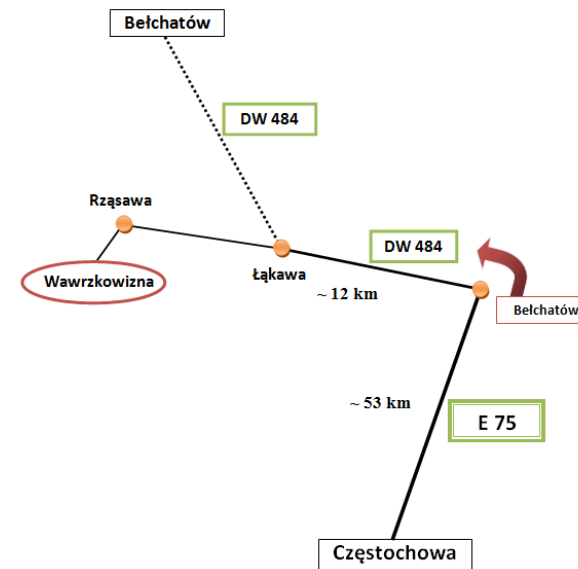 Bełchatów
DW 484
Rząsawa
Wawrzkowizna
Łąkawa
DW 484
~ 12 km
Bełchatów
~ 53 km
E 75
Częstochowa